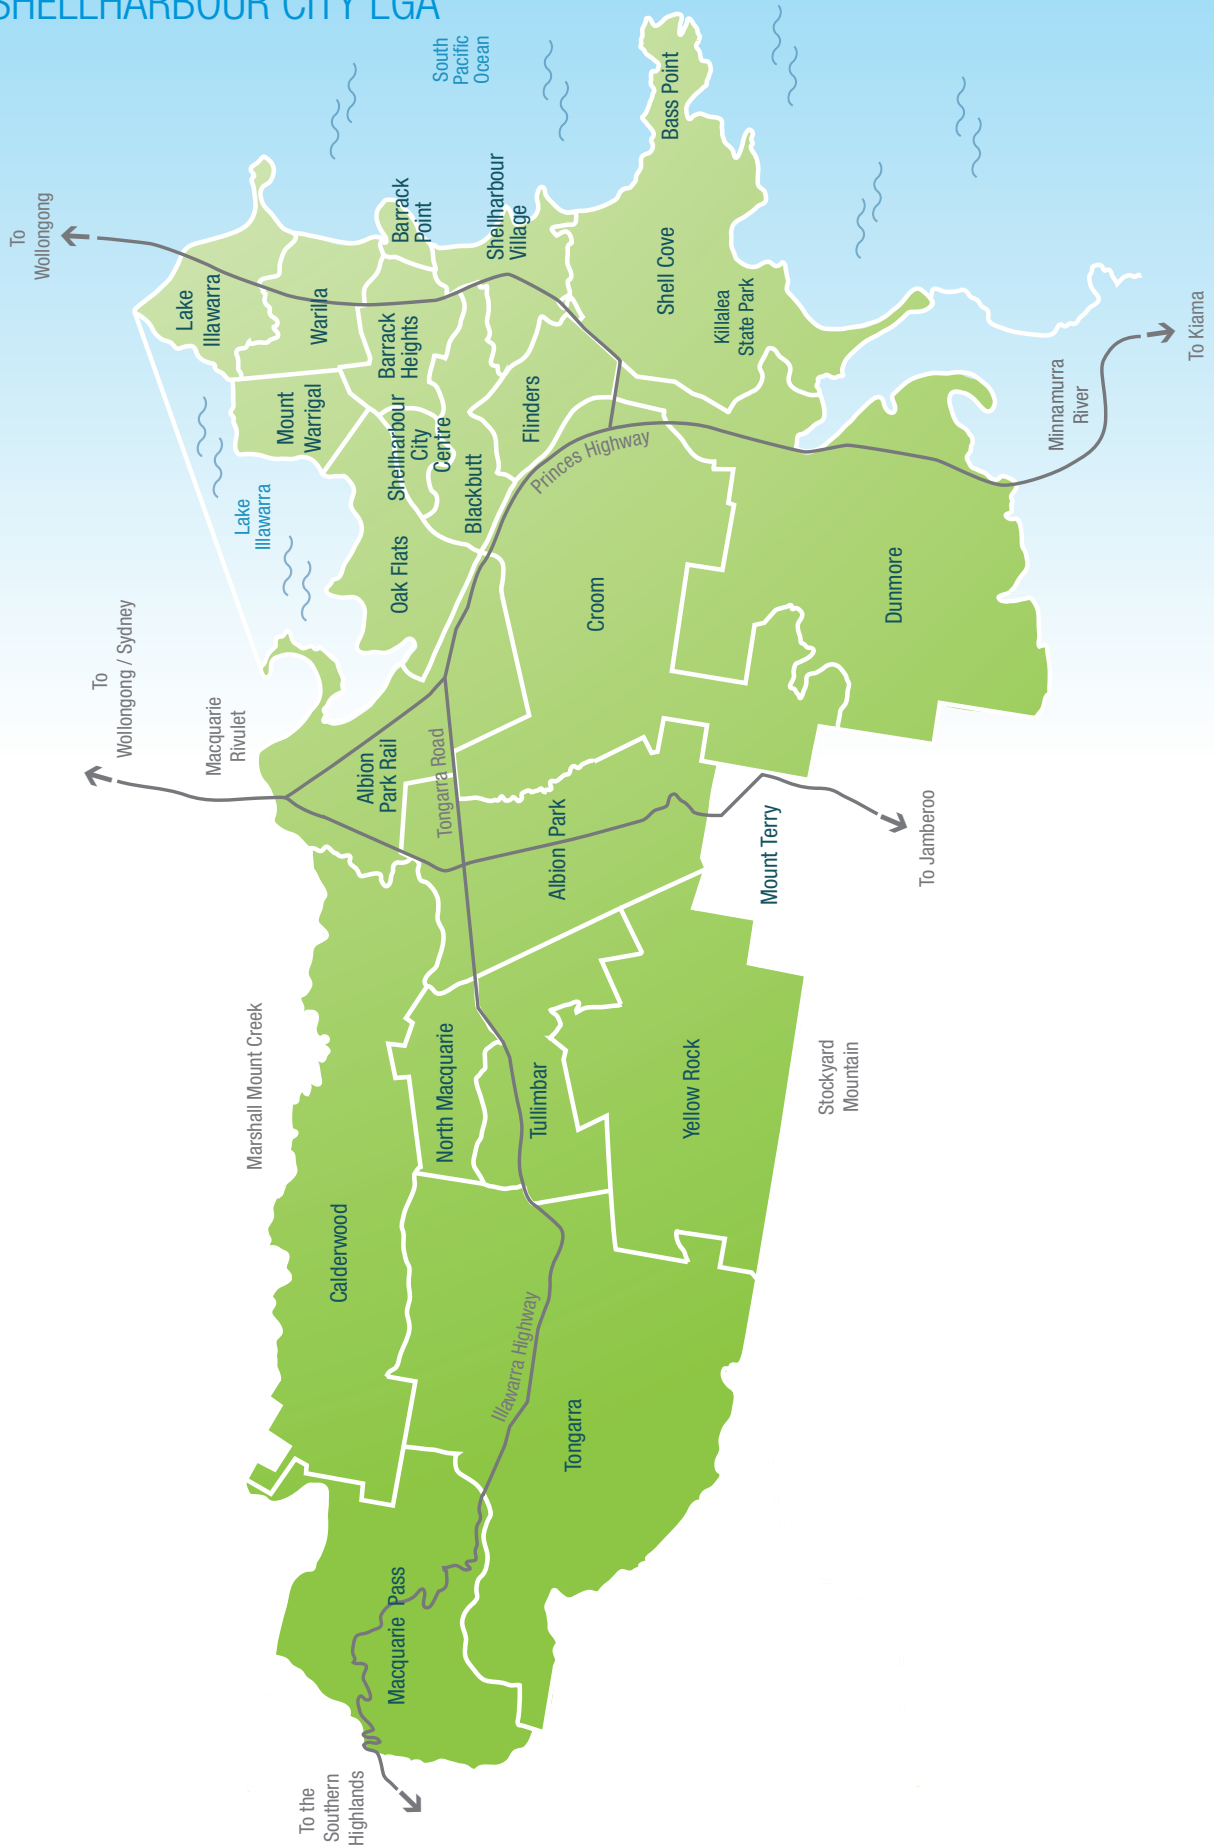 SHELLHARBOUR CITY LGA
South
Pacific
Ocean
To
Wollongong
Bass Point
Barrack
Point
Shellharbour
Village
Lake
Illawarra
Warilla
Barrack
Heights
Shell Cove
Killalea
State Park
To Kiama
Minnamurra
River
Mount
Warrigal
Shellharbour
City
Centre
Flinders
Blackbutt
Princes Highway
Lake
Illawarra
Oak Flats
Croom
Dunmore
To
Wollongong / Sydney
Macquarie
Rivulet
Albion
Park Rail
Tongarra Road
Albion Park
Mount Terry
To Jamberoo
Marshall Mount Creek
North Macquarie
Tullimbar
Yellow Rock
Stockyard
Mountain
Calderwood
Illawarra Highway
Tongarra
Macquarie Pass
To the
Southern
Highlands